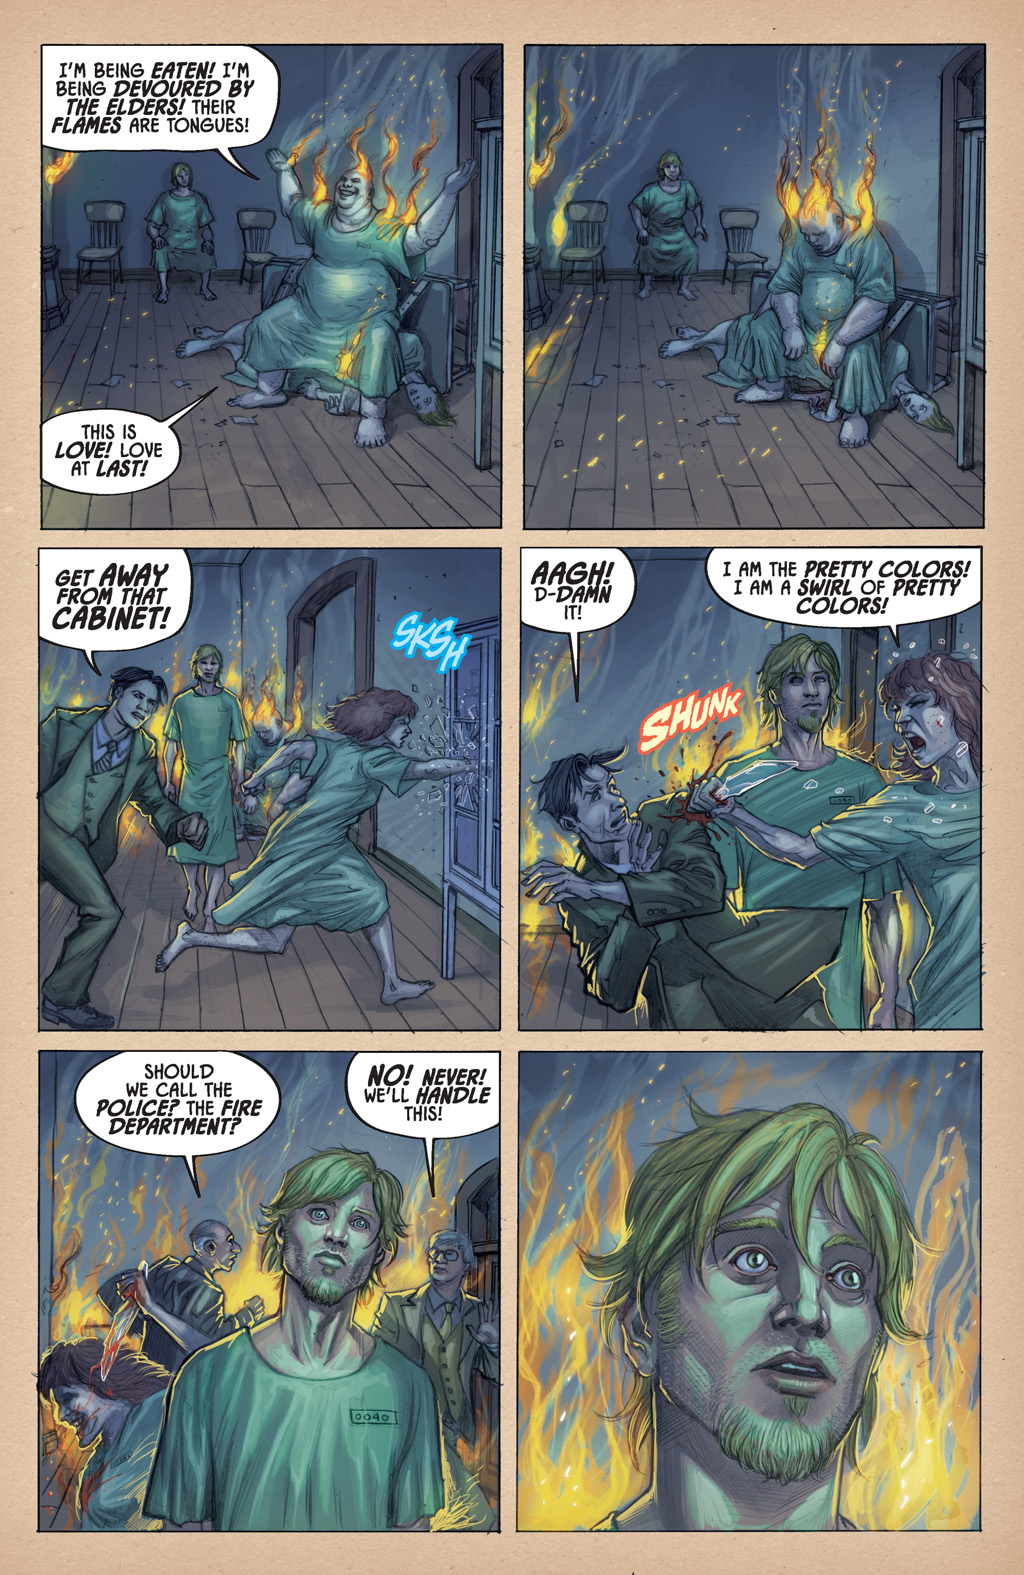 I'M BEING EATEN! I'M
BEING DEVOURED BY
THE ELDERS! THEIR
FLAMES ARE TONGUES!
THIS IS
LOVE! LOVE
AT LAST!
GET AWAY
FROM THAT
CABINET!
SKSH
AAGH!
D-DAMN
IT!
I AM THE PRETTY COLORS!
I AM A SWIRL OF PRETTY
COLORS!
SHUNK
SHOULD
WE CALL THE
POLICE? THE FIRE
DEPARTMENT?
NO! NEVER!
WE'LL HANDLE
THIS!
0040